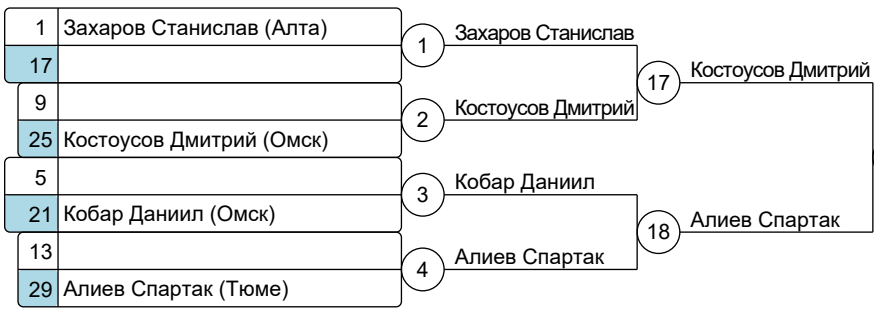 1 Захаров Станислав (Алта)
17
9
25 Костоусов Дмитрий (Омск)
5
21 Кобар Даниил (Омск)
13
29 Алиев Спартак (Тюме)
1 Захаров Станислав
2 Костоусов Дмитрий
3 Кобар Даниил
4 Алиев Спартак
17 Костоусов Дмитрий
18 Алиев Спартак